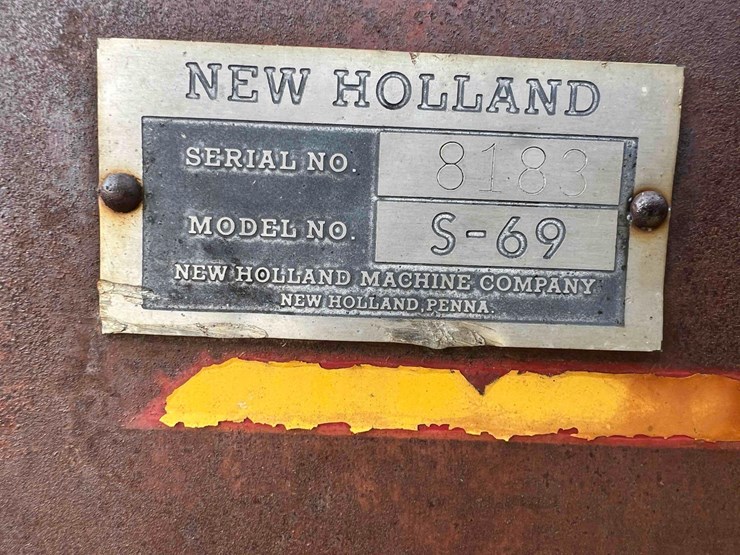 NEW HOLLAND
SERIAL NO. 8183
MODEL NO. S-69
NEW HOLLAND MACHINE COMPANY
NEW HOLLAND, PENNA.